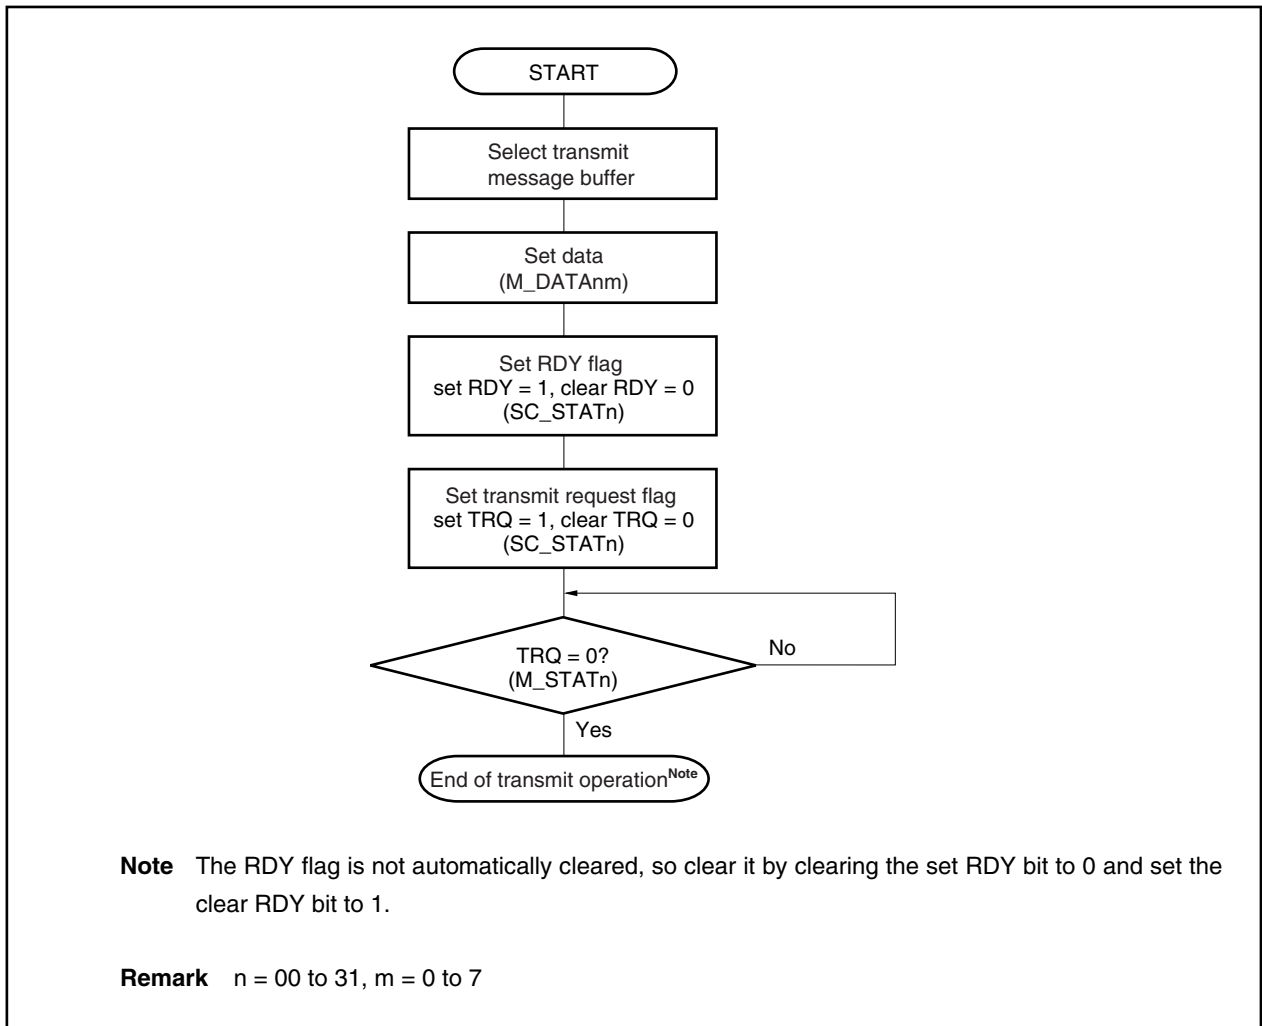 START
Select transmit
message buffer
Set data
(M_DATAnm)
Set RDY flag
set RDY = 1, clear RDY = 0
(SC_STATn)
Set transmit request flag
set TRQ = 1, clear TRQ = 0
(SC_STATn)
TRQ = 0?
(M_STATn)
No
Yes
End of transmit operationNote
Note The RDY flag is not automatically cleared, so clear it by clearing the set RDY bit to 0 and set the
clear RDY bit to 1.
Remark n = 00 to 31, m = 0 to 7